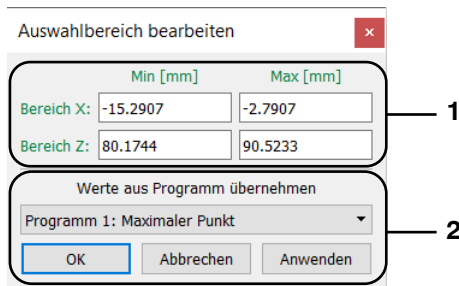 Auswahlbereich bearbeiten ×
Min [mm] Max [mm]
Bereich X: -15.2907 -2.7907
1
Bereich Z: 80.1744 90.5233
Werte aus Programm übernehmen
Programm 1: Maximaler Punkt
2
OK Abbrechen Anwenden